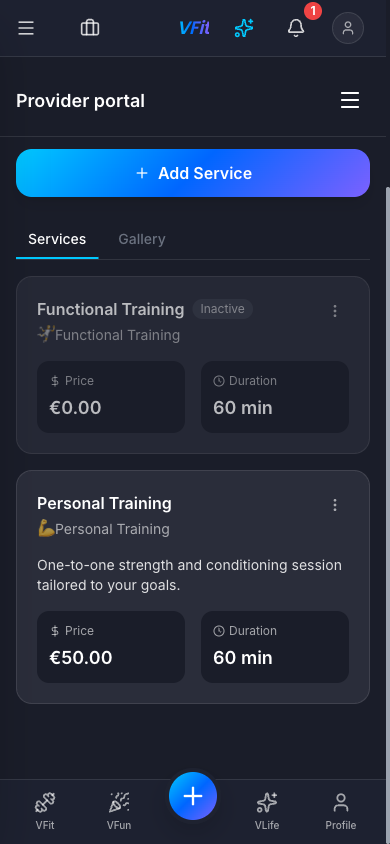 VFit
1
Provider portal
Add Service
Services Gallery
Functional Training Inactive
Functional Training
$ Price Duration
€0.00 60 min
Personal Training
Personal Training
One-to-one strength and conditioning session
tailored to your goals.
$ Price Duration
€50.00 60 min
VFit VFun VLife Profile